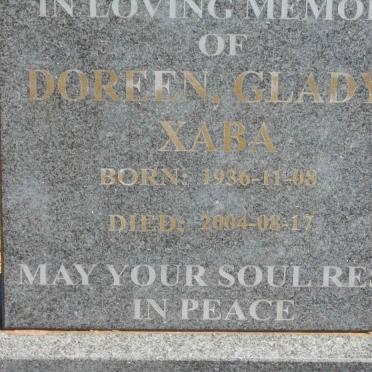 IN LOVING MEMOR
OF
DOREEN, GLADY
XABA
BORN: 1936-11-08
DIED: 2004-08-17
MAY YOUR SOUL RES
IN PEACE